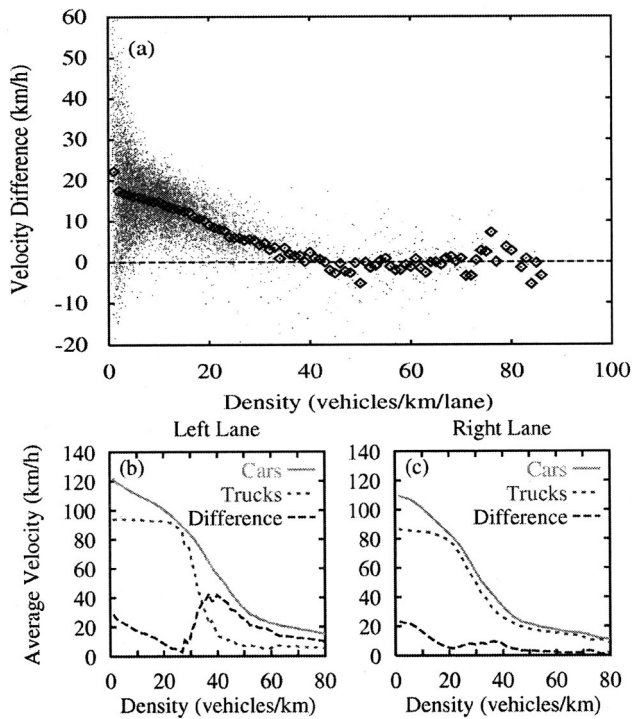 60
50
40
30
20
10
0
-10
-20
(a)
Velocity Difference (km/h)
0 20 40 60 80 100
Density (vehicles/km/lane)
Left Lane
Right Lane
140
120
100
80
60
40
20
0
(b)
Cars
Trucks
Difference
Average Velocity (km/h)
0 20 40 60 80
Density (vehicles/km)
140
120
100
80
60
40
20
0
(c)
Cars
Trucks
Difference
0 20 40 60 80
Density (vehicles/km)